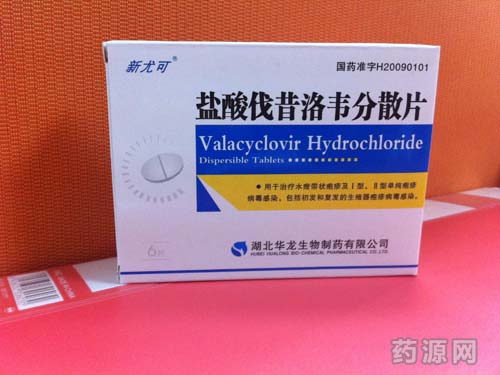 新尤可®
国药准字H20090101
盐酸伐昔洛韦分散片
Valacyclovir Hydrochloride
Dispersible Tablets
用于治疗水痘带状疱疹及Ⅰ型、Ⅱ型单纯疱疹
病毒感染，包括初发和复发的生殖器疱疹病毒感染。
6片
湖北华龙生物制药有限公司
HUBEI HUALONG BIO-CHEMICAL PHARMACEUTICAL CO.,LTD.
药源网